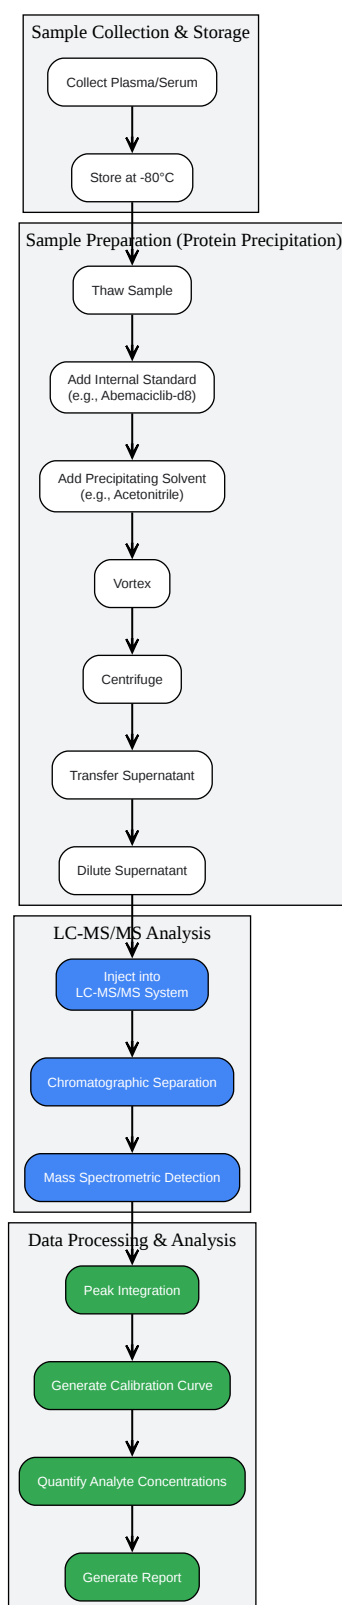 Sample Collection & Storage
Collect Plasma/Serum
Store at -80°C
Sample Preparation (Protein Precipitation)
Thaw Sample
Add Internal Standard
(e.g., Abemaciclib-d8)
Add Precipitating Solvent
(e.g., Acetonitrile)
Vortex
Centrifuge
Transfer Supernatant
Dilute Supernatant
LC-MS/MS Analysis
Inject into
LC-MS/MS System
Chromatographic Separation
Mass Spectrometric Detection
Data Processing & Analysis
Peak Integration
Generate Calibration Curve
Quantify Analyte Concentrations
Generate Report